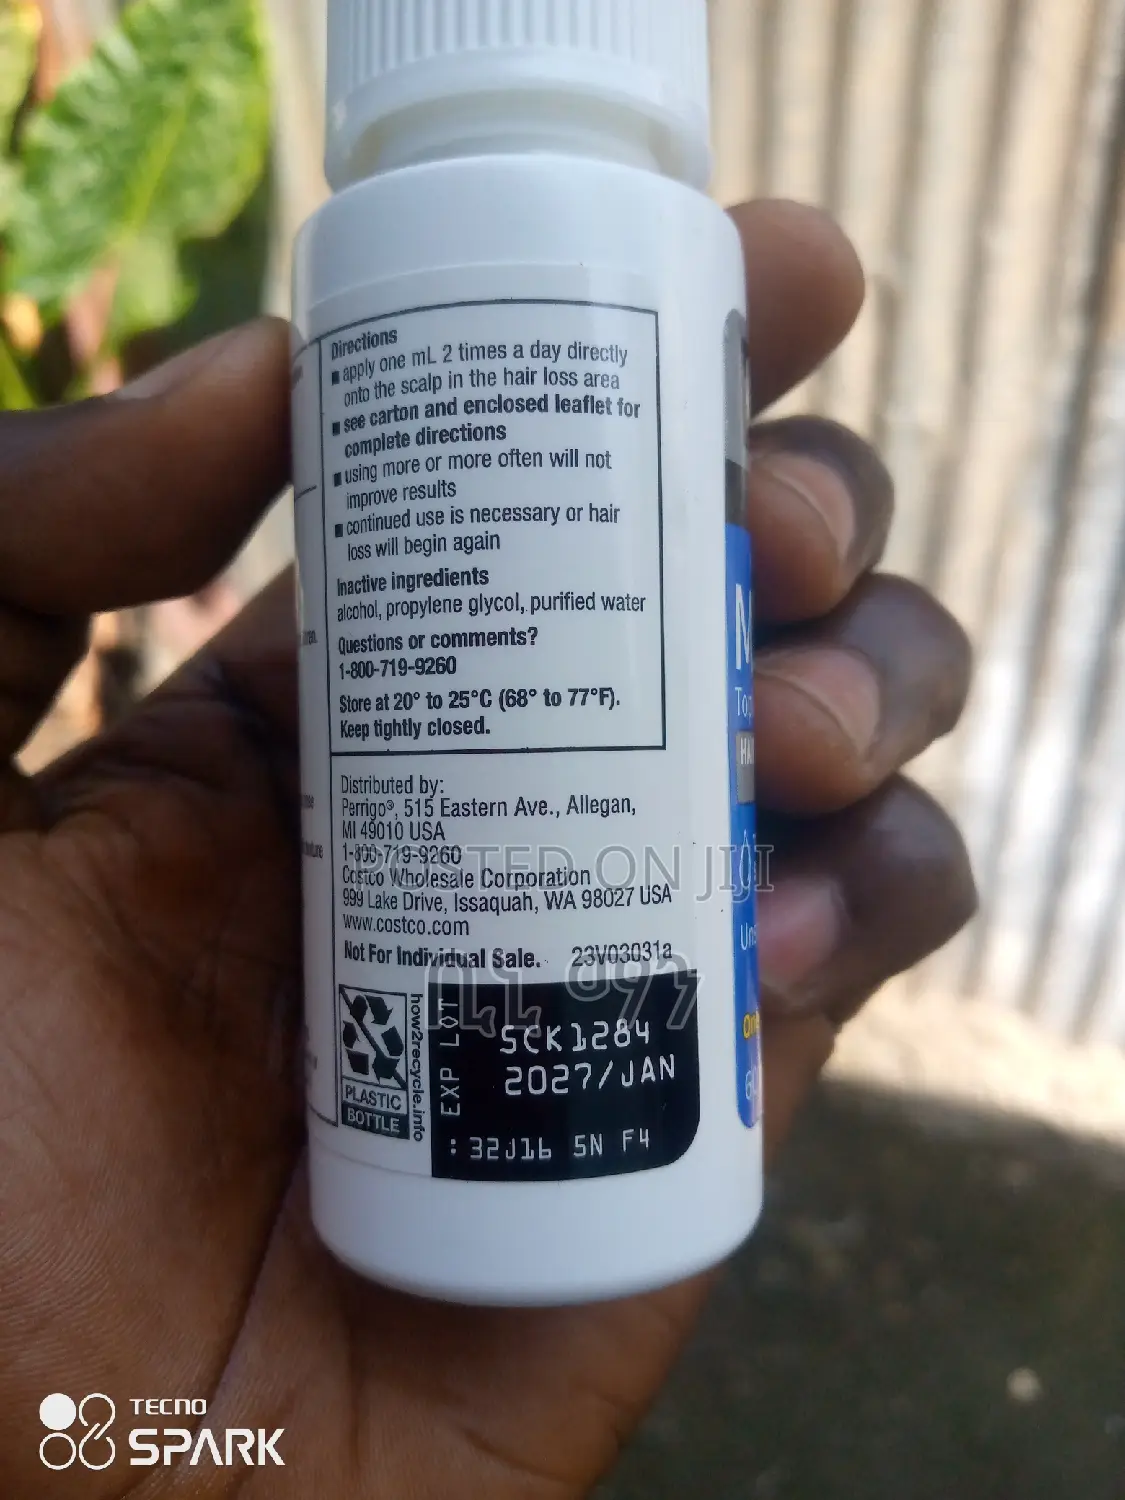 Directions
■ apply one mL 2 times a day directly
onto the scalp in the hair loss area
■ see carton and enclosed leaflet for
complete directions
■ using more or more often will not
improve results
■ continued use is necessary or hair
loss will begin again
Inactive ingredients
alcohol, propylene glycol, purified water
Questions or comments?
1-800-719-9260
Store at 20° to 25°C (68° to 77°F).
Keep tightly closed.
Distributed by:
Perrigo®, 515 Eastern Ave., Allegan,
MI 49010 USA
1-800-719-9260
Costco Wholesale Corporation
999 Lake Drive, Issaquah, WA 98027 USA
www.costco.com
Not For Individual Sale. 23V03031a
how2recycle.info
PLASTIC
BOTTLE
EXP LOT
SCK1284
2027/JAN
: 32J16 5N F4
POSTED ON JIJI
በጂጂ ላይ
TECNO
SPARK